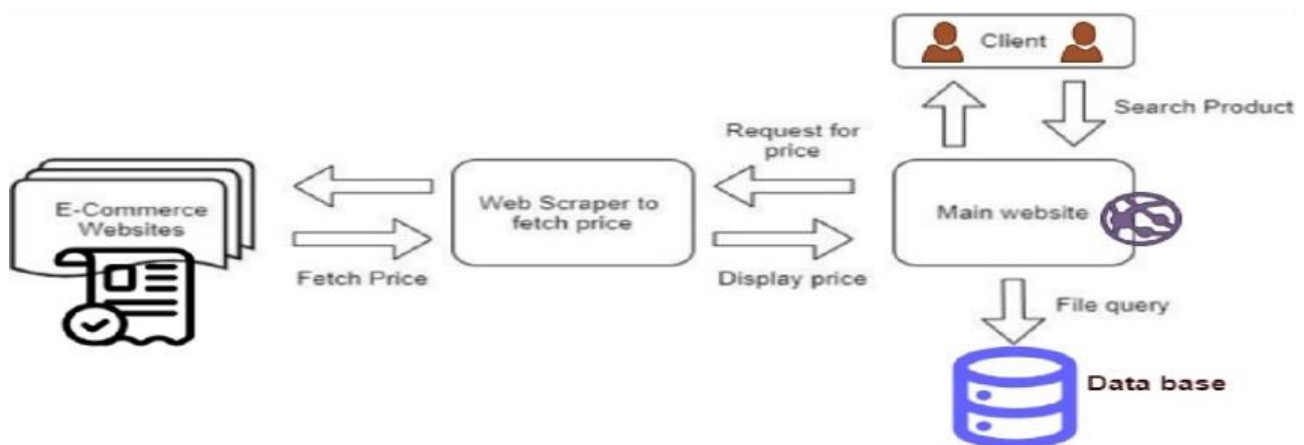 Client
Search Product
Request for
price
E-Commerce
Websites
Web Scraper to
fetch price
Main website
Fetch Price
Display price
File query
Data base